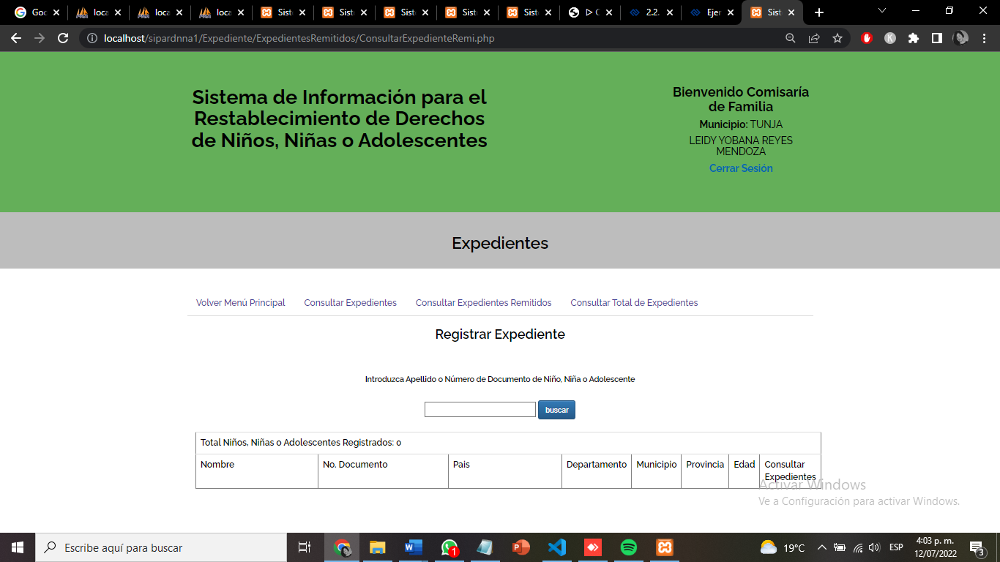 Goo
loca
loca
loca
Siste
Siste
Siste
Siste
Siste
2.2.
Ejer
Siste
localhost/sipardnna1/Expediente/ExpedientesRemitidos/ConsultarExpedienteRemi.php
K
Sistema de Información para el
Restablecimiento de Derechos
de Niños, Niñas o Adolescentes
Bienvenido Comisaría
de Familia
Municipio: TUNJA
LEIDY YOBANA REYES
MENDOZA
Cerrar Sesión
Expedientes
Volver Menú Principal Consultar Expedientes Consultar Expedientes Remitidos Consultar Total de Expedientes
Registrar Expediente
Introduzca Apellido o Número de Documento de Niño, Niña o Adolescente
buscar
Total Niños, Niñas o Adolescentes Registrados: 0
Nombre No. Documento Pais Departamento Municipio Provincia Edad Consultar
Expedientes
Activar Windows
Ve a Configuración para activar Windows.
Escribe aquí para buscar
1
19°C
ESP
4:03 p. m.
12/07/2022
3